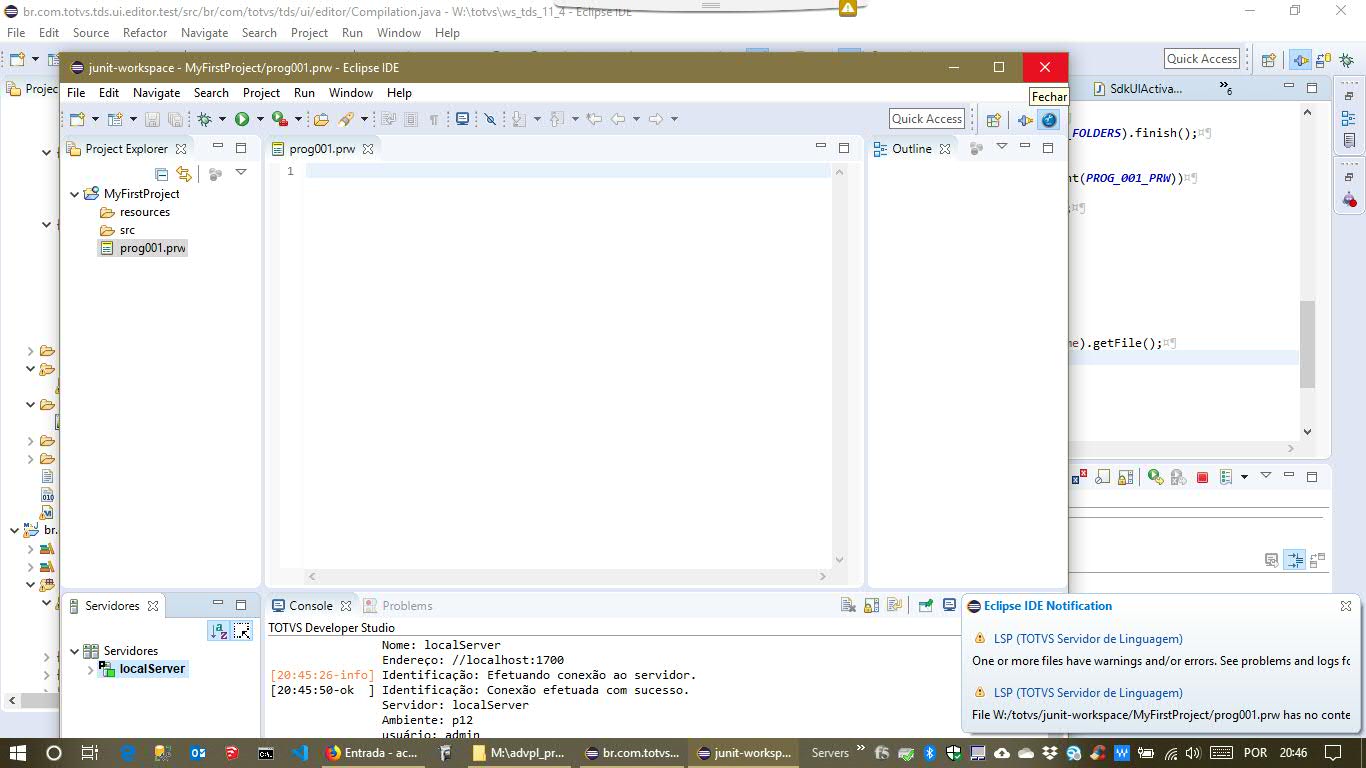 br.com.totvs.tds.ui.editor.test/src/br/com/totvs/tds/ui/editor/Compilation.java - W:\totvs\ws_tds_11_4 - Eclipse IDE
File Edit Source Refactor Navigate Search Project Run Window Help
Quick Access
junit-workspace - MyFirstProject/prog001.prw - Eclipse IDE
Fechar
File Edit Navigate Search Project Run Window Help
Quick Access
Projec
SdkUIActiva...
»6
Project Explorer
prog001.prw
Outline
1
MyFirstProject
resources
src
prog001.prw
_FOLDERS).finish();¤¶
nt(PROG_001_PRW))¤¶
;¤¶
me).getFile();¤¶
br.
Servidores
Console
Problems
TOTVS Developer Studio
Servidores
localServer
Nome: localServer
Endereço: //localhost:1700
[20:45:26-info] Identificação: Efetuando conexão ao servidor.
[20:45:50-ok  ] Identificação: Conexão efetuada com sucesso.
Servidor: localServer
Ambiente: p12
usuário: admin
Eclipse IDE Notification
LSP (TOTVS Servidor de Linguagem)
One or more files have warnings and/or errors. See problems and logs fo
LSP (TOTVS Servidor de Linguagem)
File W:/totvs/junit-workspace/MyFirstProject/prog001.prw has no conte
Entrada - ac...
M:\advpl_pr...
br.com.totvs...
junit-worksp...
Servers
»
POR
20:46